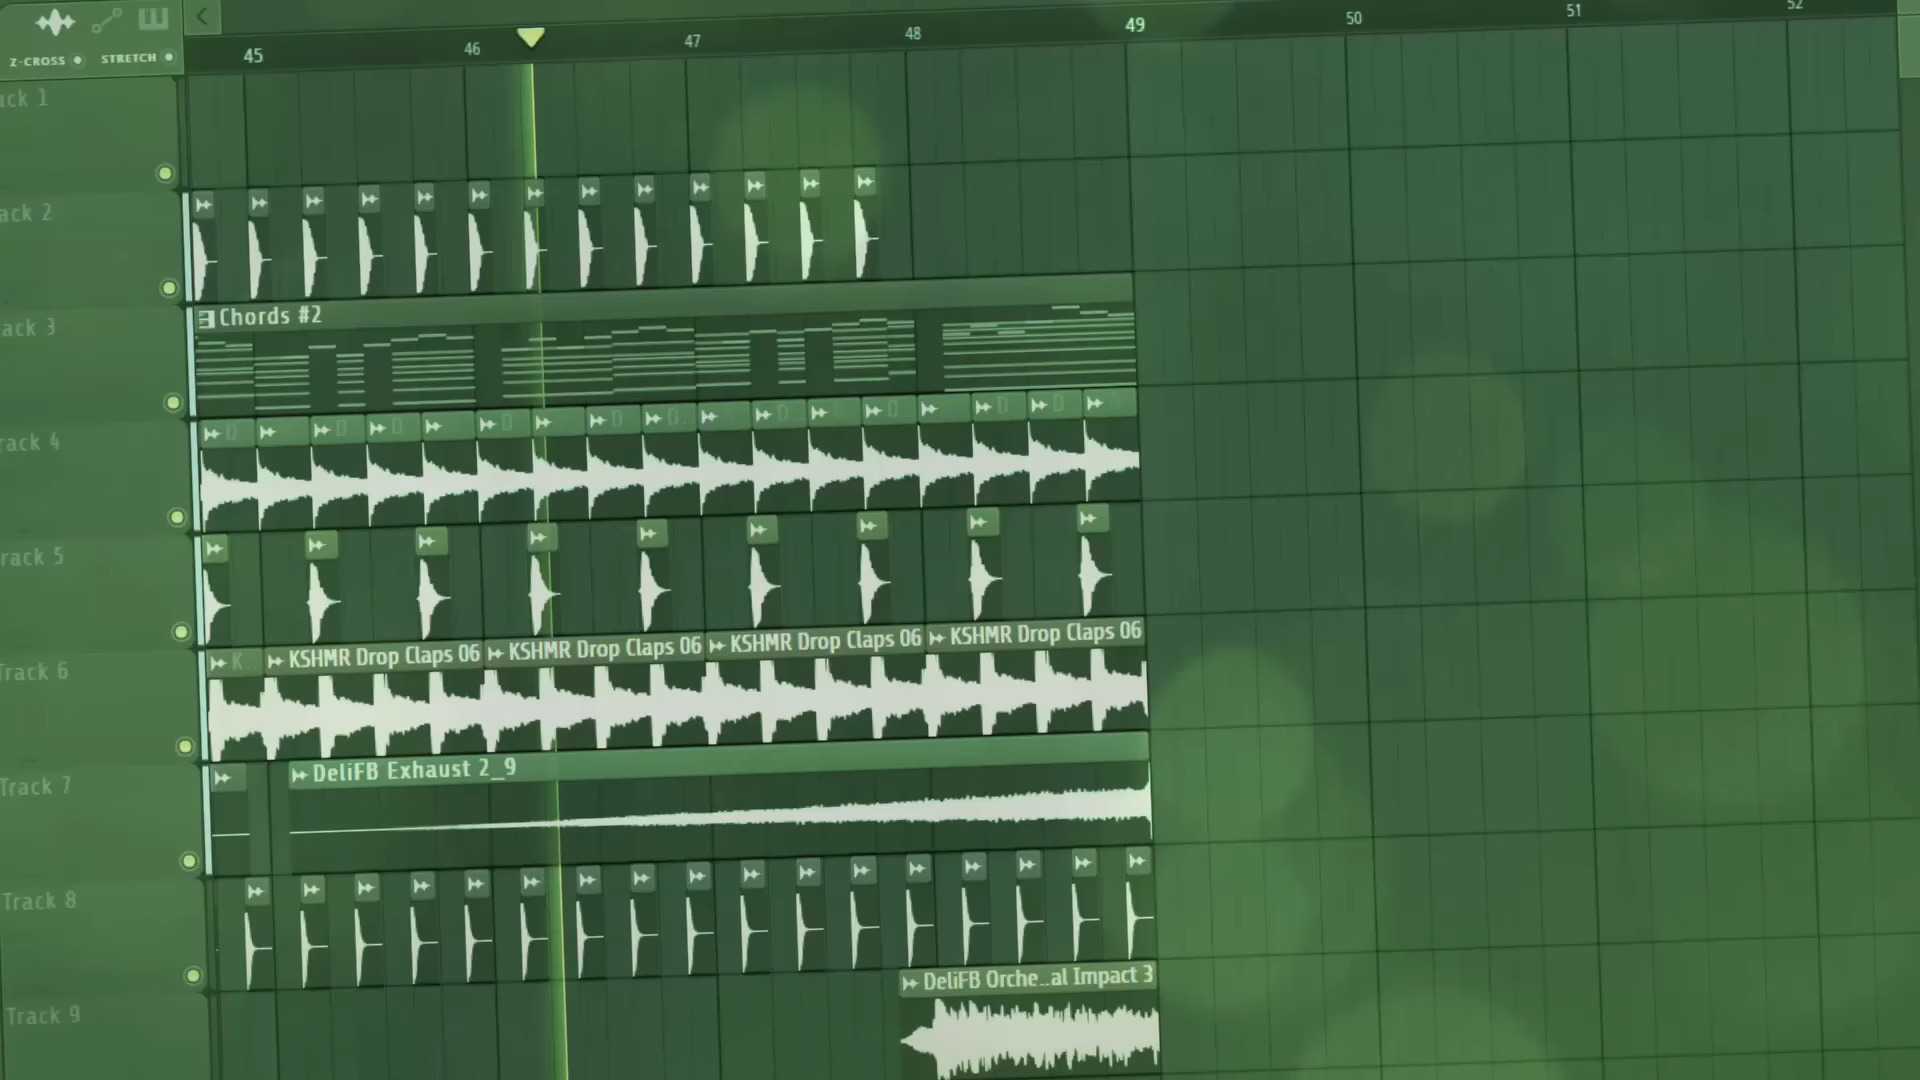 Z-CROSS STRETCH
45 46 47 48 49 50 51 52
ack 1
ack 2
ack 3
Chords #2
rack 4
D D D D D D D D D D D
rack 5
Track 6
K.. KSHMR Drop Claps 06 KSHMR Drop Claps 06 KSHMR Drop Claps 06 KSHMR Drop Claps 06
Track 7
DeliFB Exhaust 2_9
Track 8
Track 9
DeliFB Orche..al Impact 3